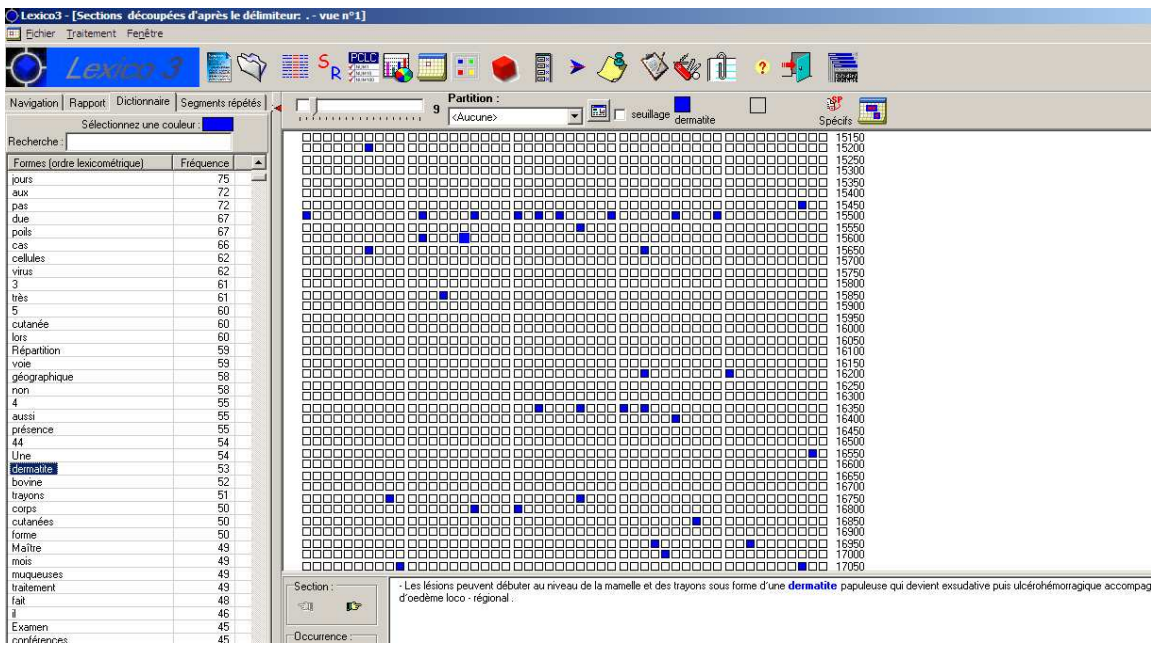 Lexico3 - [Sections découpées d'après le délimiteur: . - vue n°1]
Fichier Traitement Fenêtre
Lexico 3
S R
PCLC
Navigation Rapport Dictionnaire Segments répétés
Sélectionnez une couleur :
Recherche :
9
Partition :
<Aucune>
seuillage
dermatite
SP
Spécifs
Formes (ordre lexicométrique) Fréquence
jours 75
aux 72
pas 72
due 67
poils 67
cas 66
cellules 62
virus 62
3 61
très 61
5 60
cutanée 60
lors 60
Répartition 59
voie 59
géographique 58
non 58
4 55
aussi 55
présence 55
44 54
Une 54
dermatite 53
bovine 52
trayons 51
corps 50
cutanées 50
forme 50
Maître 49
mois 49
muqueuses 49
traitement 49
fait 48
il 46
Examen 45
conférences 45
15150
15200
15250
15300
15350
15400
15450
15500
15550
15600
15650
15700
15750
15800
15850
15900
15950
16000
16050
16100
16150
16200
16250
16300
16350
16400
16450
16500
16550
16600
16650
16700
16750
16800
16850
16900
16950
17000
17050
Section :
Occurrence :
- Les lésions peuvent débuter au niveau de la mamelle et des trayons sous forme d'une dermatite papuleuse qui devient exsudative puis ulcérohémorragique accompag
d'oedème loco - régional .